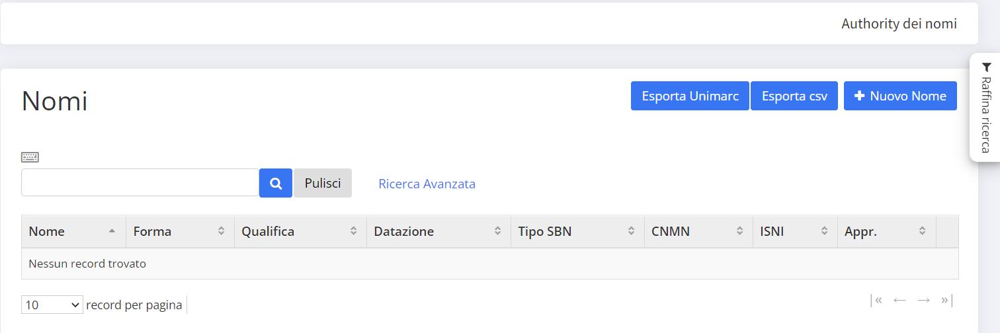 Authority dei nomi
Raffina ricerca
Nomi
Esporta Unimarc Esporta csv Nuovo Nome
Pulisci Ricerca Avanzata
Nome Forma Qualifica Datazione Tipo SBN CNMN ISNI Appr.
Nessun record trovato
10 record per pagina